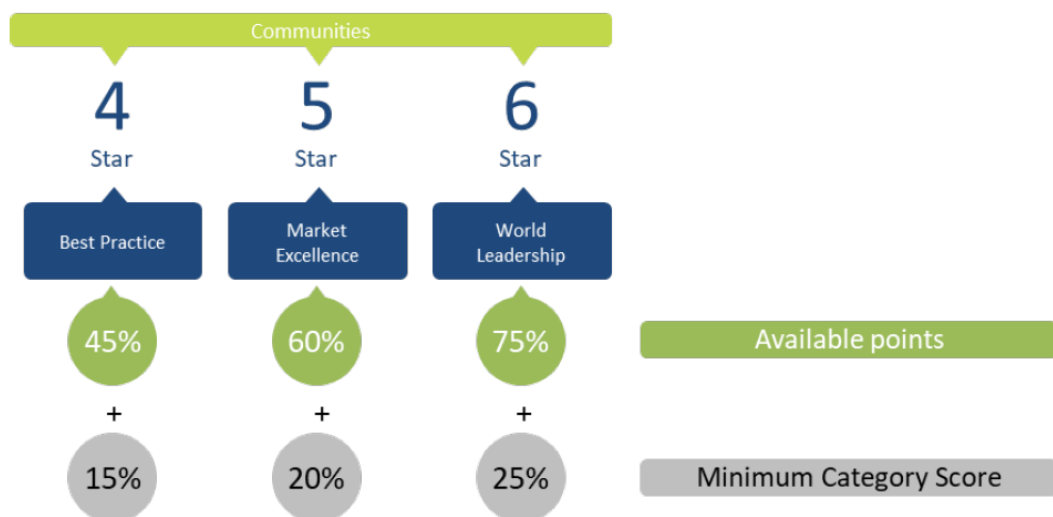 Communities
4 5 6
Star Star Star
Best Practice
Market
Excellence
World
Leadership
45% 60% 75% Available points
+ + +
15% 20% 25% Minimum Category Score